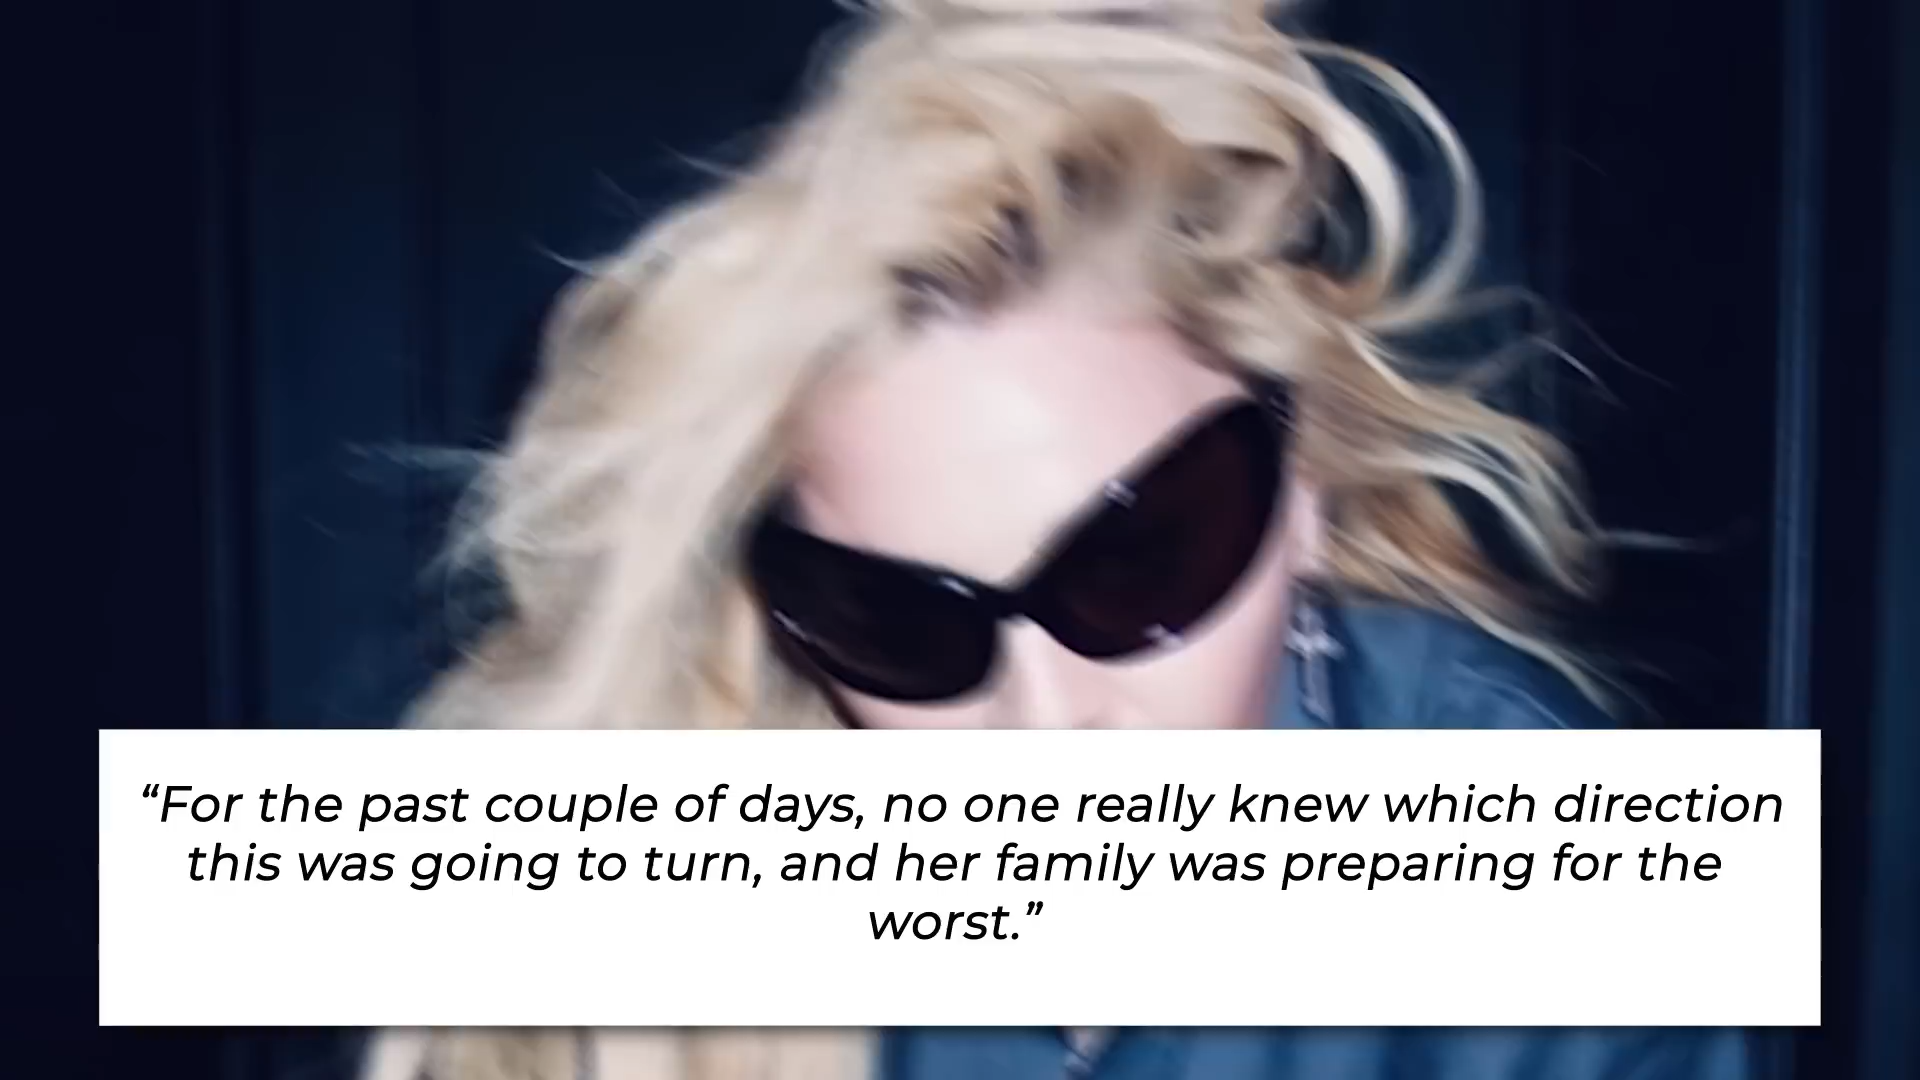 “For the past couple of days, no one really knew which direction
this was going to turn, and her family was preparing for the
worst.”